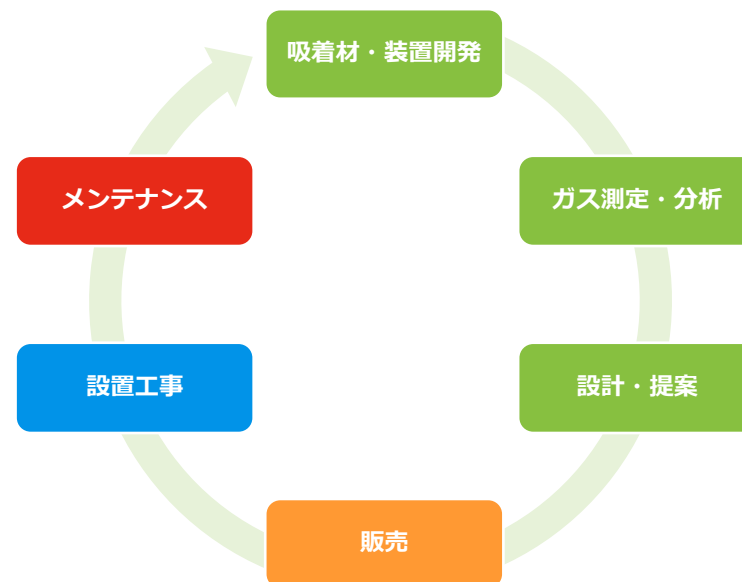 吸着材・装置開発
ガス測定・分析
設計・提案
販売
設置工事
メンテナンス